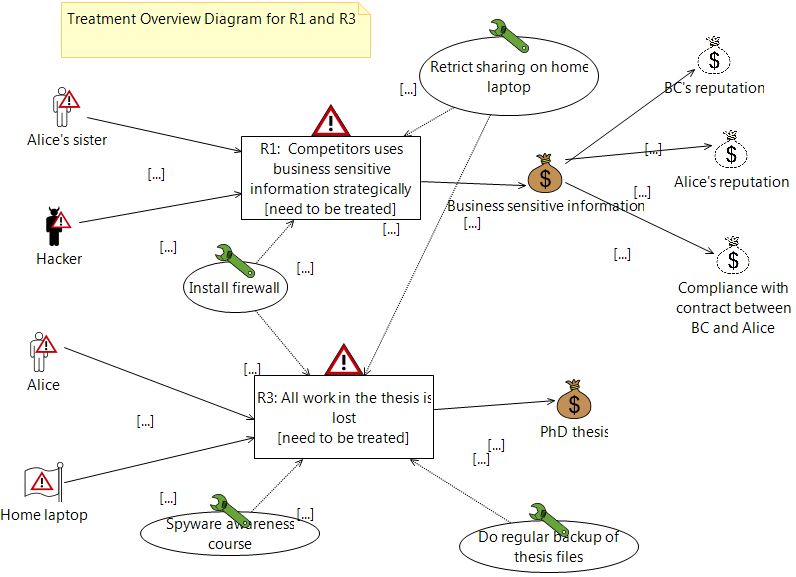 Treatment Overview Diagram for R1 and R3
Retrict sharing on home
laptop
[...]
BC's reputation
Alice's sister
R1: Competitors uses
business sensitive
information strategically
[need to be treated]
[...]
[...]
Alice's reputation
[...]
Business sensitive information
[...]
[...]
[...]
Hacker
[...]
[...]
[...]
Install firewall
Compliance with
contract between
BC and Alice
Alice
[...]
R3: All work in the thesis is
lost
[need to be treated]
[...]
PhD thesis
[...]
[...]
Home laptop
[...]
[...]
Spyware awareness
course
Do regular backup of
thesis files